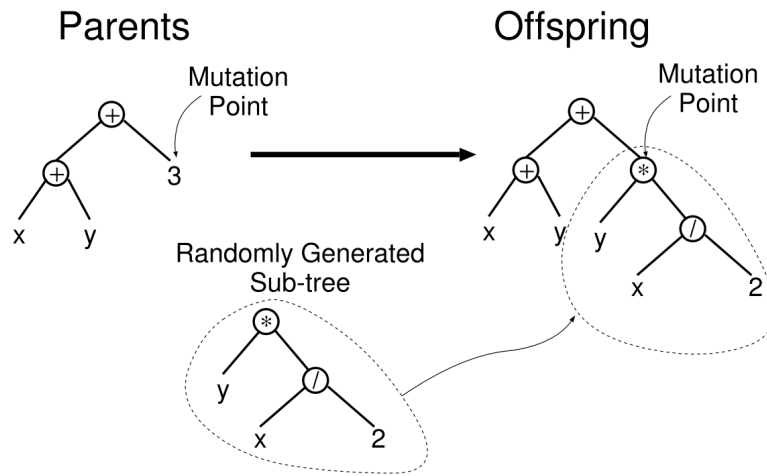 Parents
Offspring
Mutation
Point
Mutation
Point
+
+
3
x
y
+
+
*
x
y
y
/
x
2
Randomly Generated
Sub-tree
*
y
/
x
2